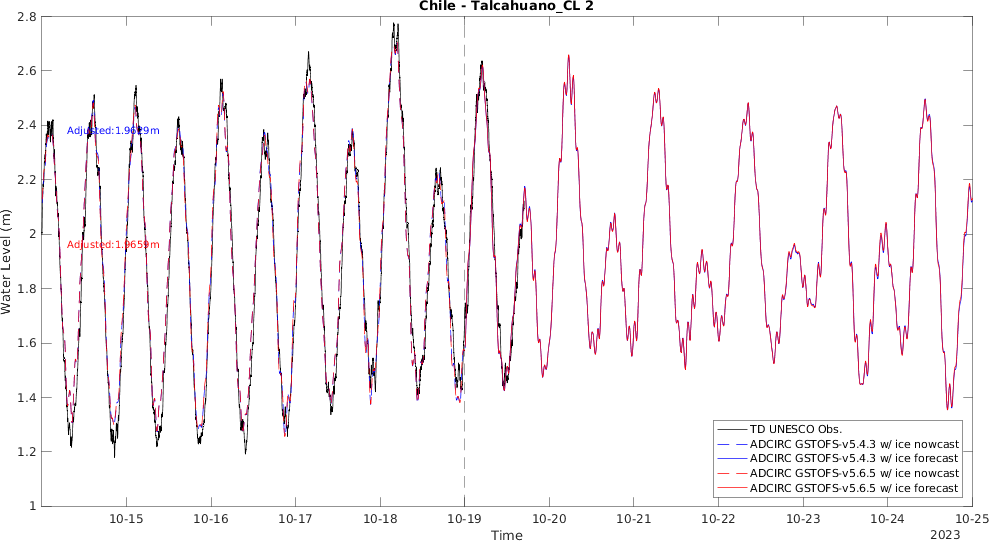 Chile - Talcahuano_CL 2
Water Level (m)
2.8
2.6
2.4
2.2
2
1.8
1.6
1.4
1.2
1
Adjusted:1.9629m
Adjusted:1.9659m
TD UNESCO Obs.
ADCIRC GSTOFS-v5.4.3 w/ ice nowcast
ADCIRC GSTOFS-v5.4.3 w/ ice forecast
ADCIRC GSTOFS-v5.6.5 w/ ice nowcast
ADCIRC GSTOFS-v5.6.5 w/ ice forecast
10-15 10-16 10-17 10-18 10-19 10-20 10-21 10-22 10-23 10-24 10-25
Time
2023